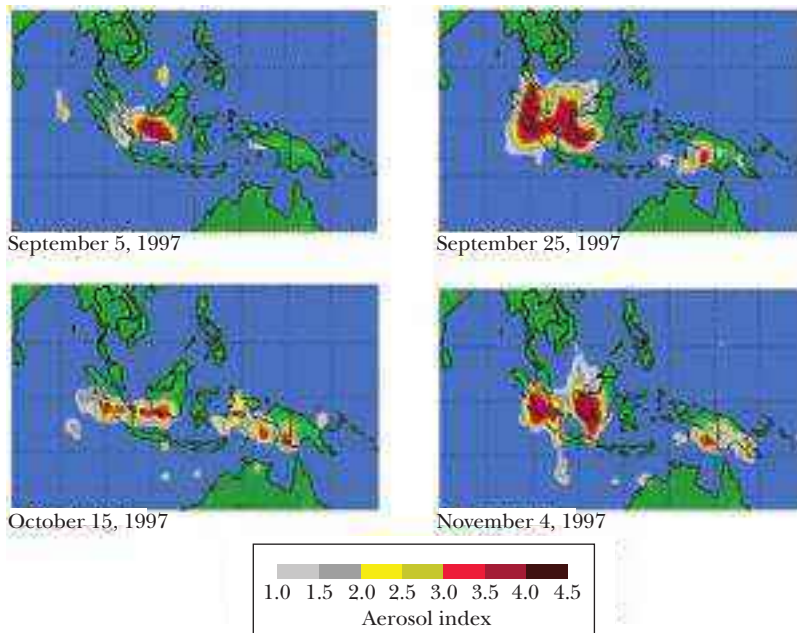 September 5, 1997
September 25, 1997
October 15, 1997
November 4, 1997
1.0 1.5 2.0 2.5 3.0 3.5 4.0 4.5
Aerosol index